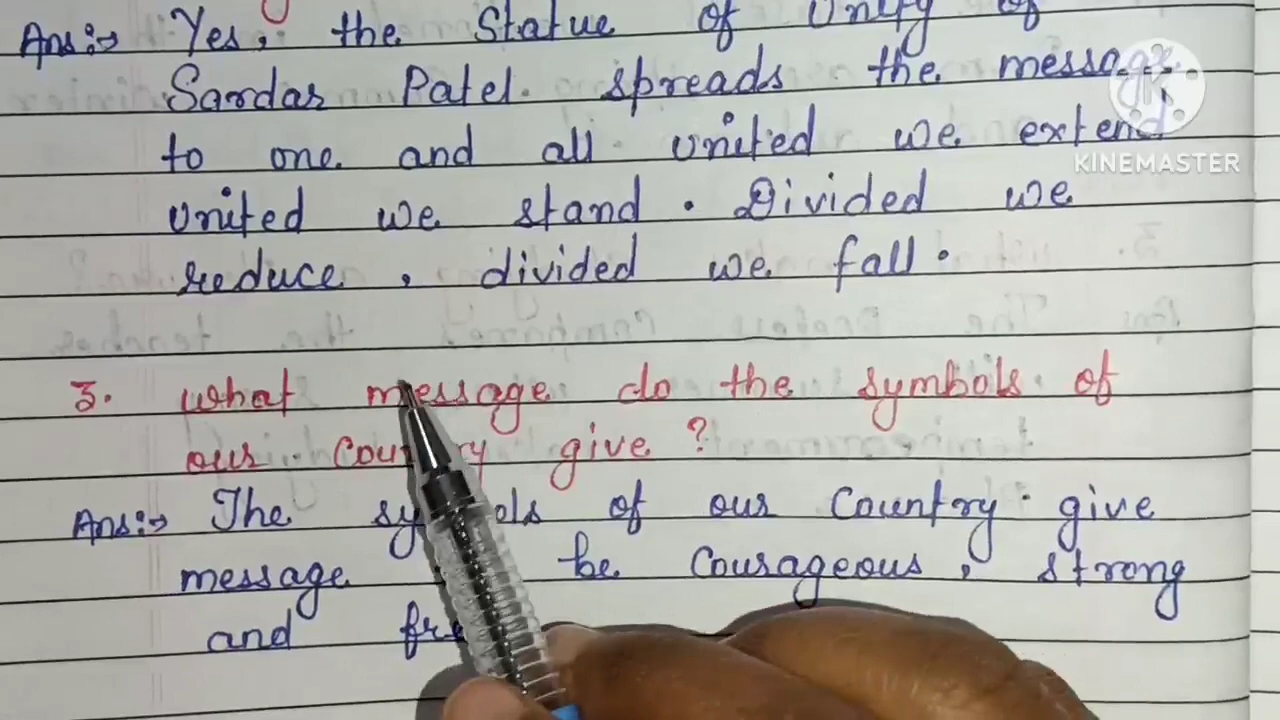 Ans:→ Yes, the Statue of Unity of
Sardar Patel. spreads the message
to one and all united we extend
united we stand. Divided we
reduce, divided we fall.
3. What message do the symbols of
our country give?
Ans:→ The of our Country give
message be Courageous, strong
and
KINEMASTER